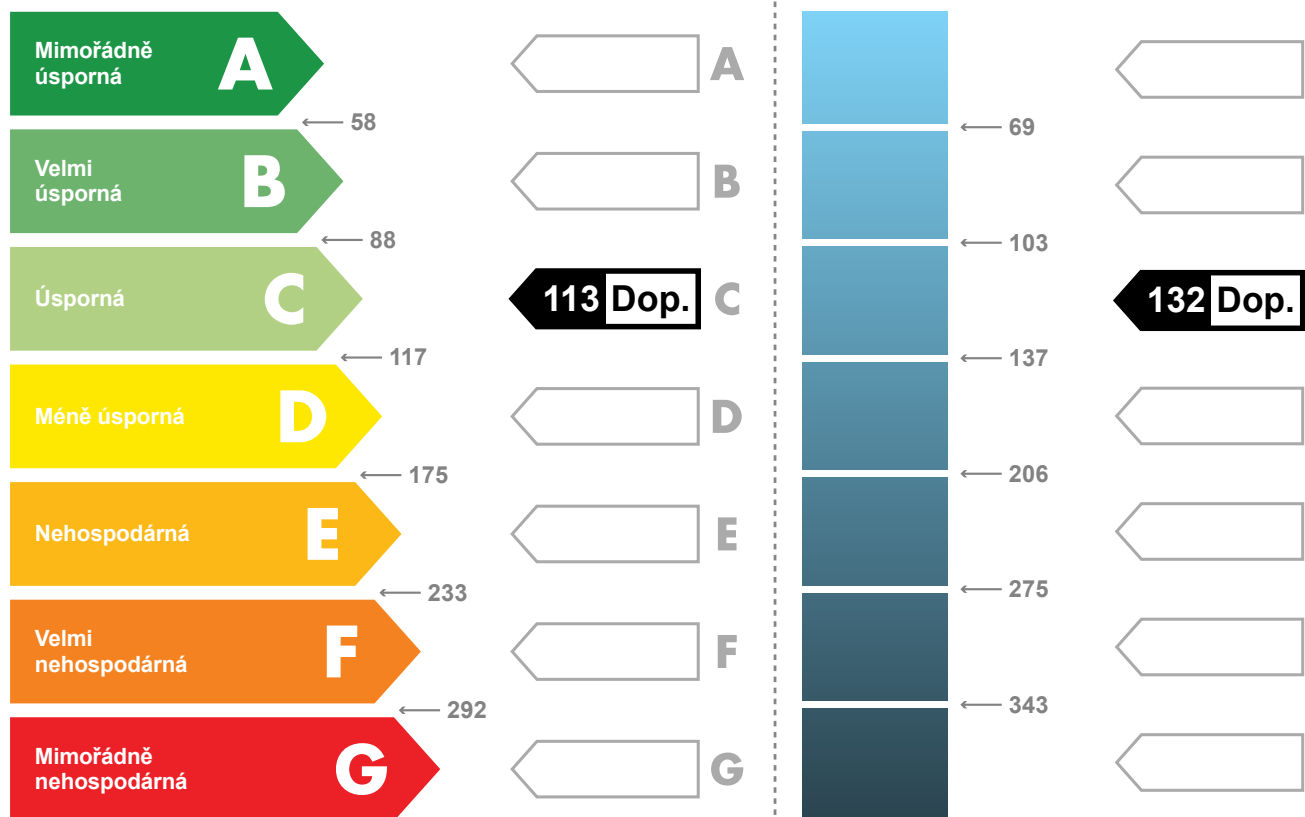 Mimořádně
úsporná
A
A
← 58
← 69
Velmi
úsporná
B
B
← 88
← 103
Úsporná
C
113 Dop.
C
132 Dop.
← 117
← 137
Méně úsporná
D
D
← 175
← 206
Nehospodárná
E
E
← 233
← 275
Velmi
nehospodárná
F
F
← 292
← 343
Mimořádně
nehospodárná
G
G